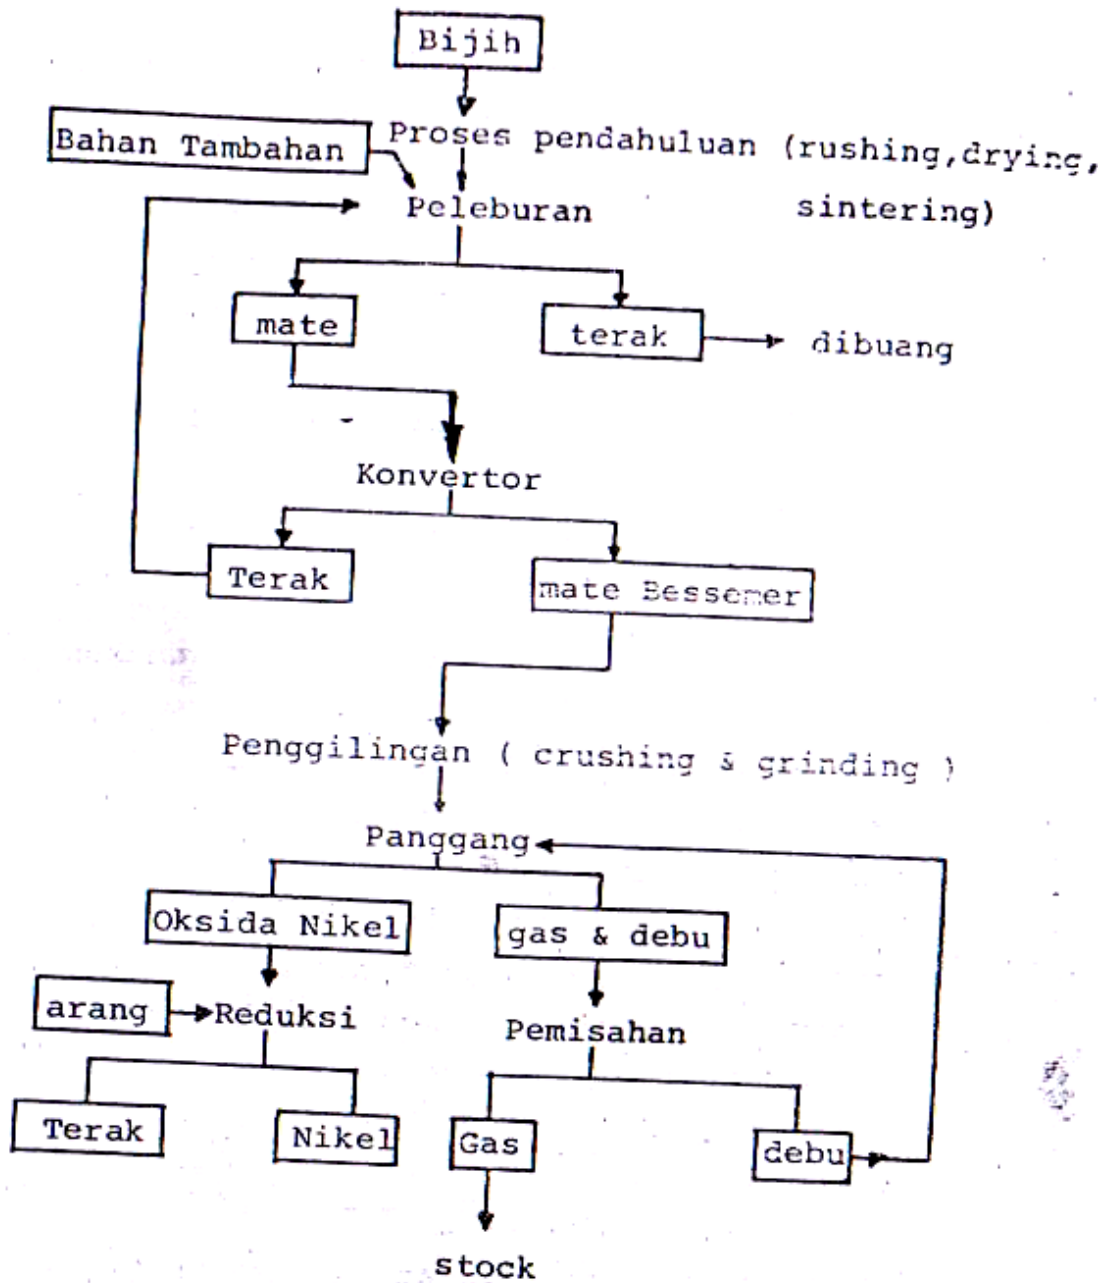 Bijih
Bahan Tambahan
Proses pendahuluan (rushing,drying,
sintering)
Peleburan
mate
terak
dibuang
Konvertor
Terak
mate Bessemer
Penggilingan ( crushing & grinding )
Panggang
Oksida Nikel
gas & debu
arang
Reduksi
Pemisahan
Terak
Nikel
Gas
debu
stock